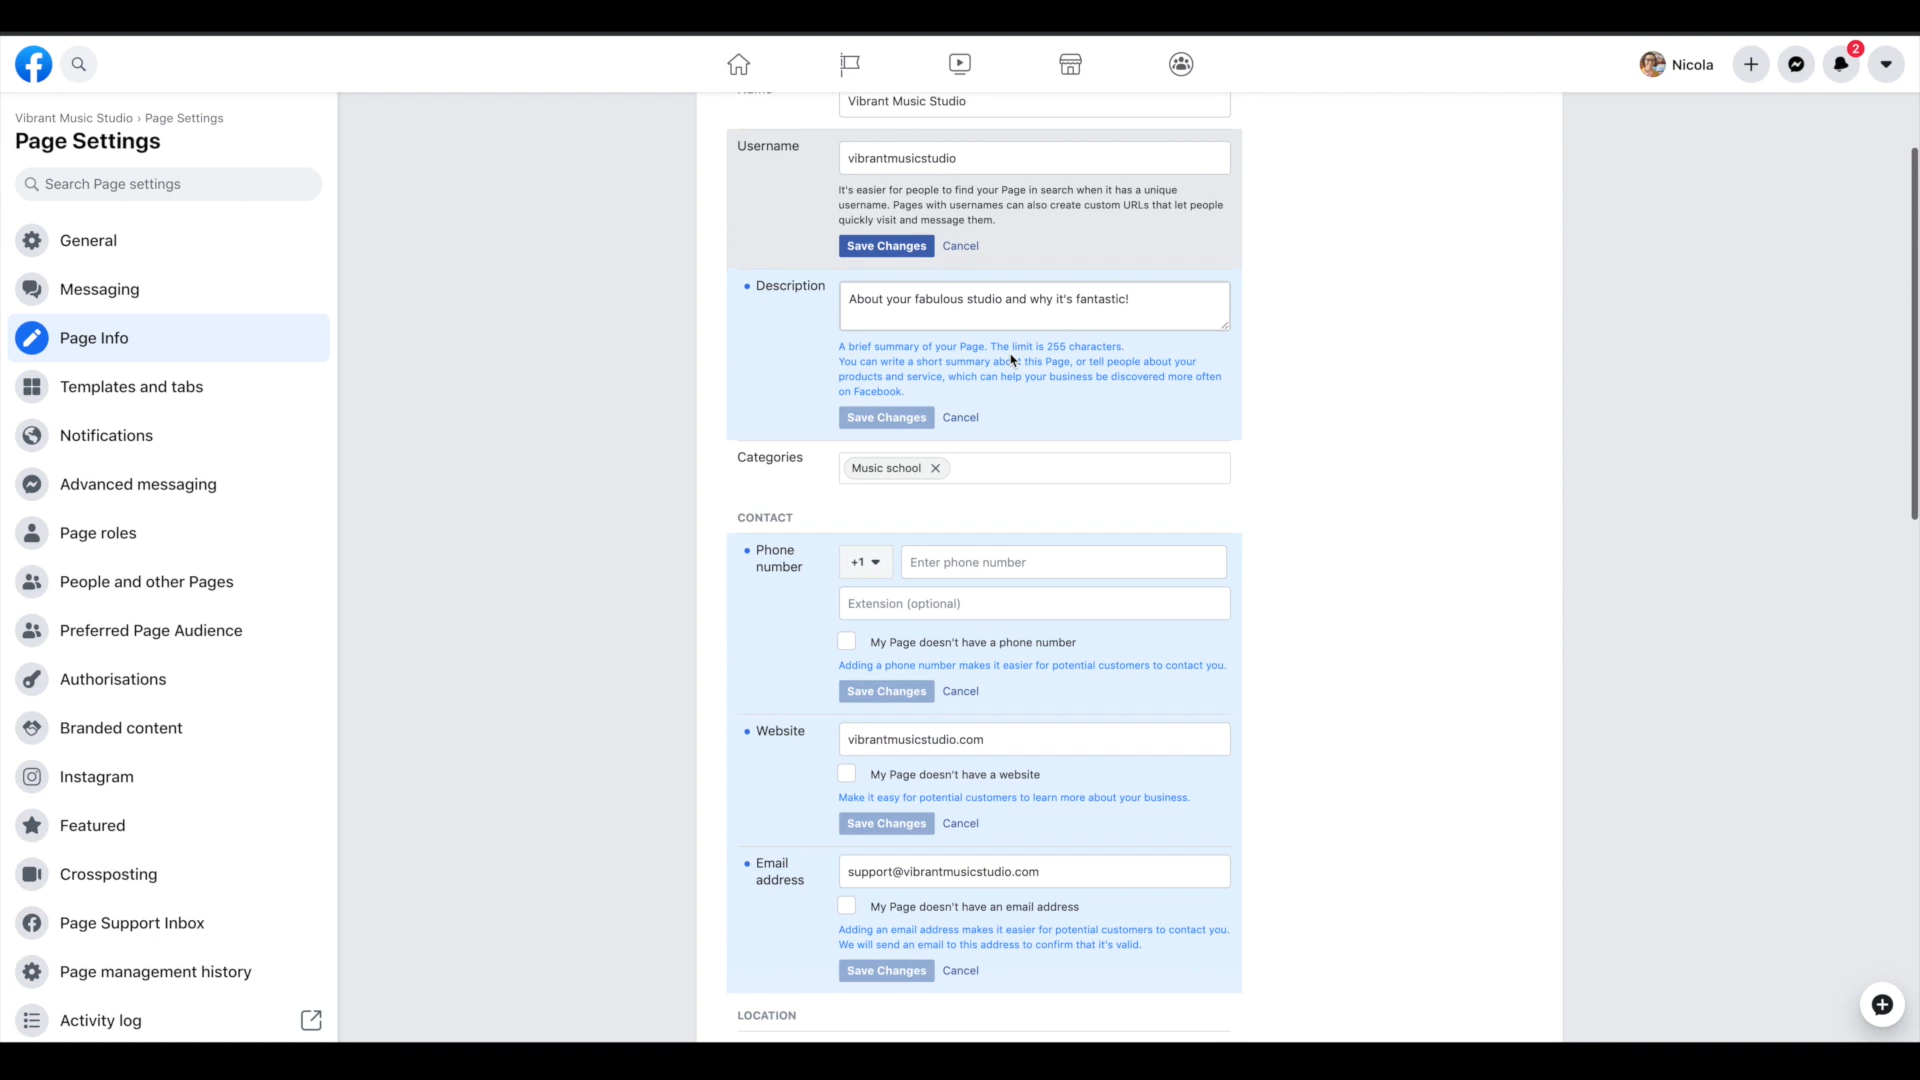 Nicola
2
Vibrant Music Studio › Page Settings
Page Settings
Search Page settings
General
Messaging
Page Info
Templates and tabs
Notifications
Advanced messaging
Page roles
People and other Pages
Preferred Page Audience
Authorisations
Branded content
Instagram
Featured
Crossposting
Page Support Inbox
Page management history
Activity log
Name
Vibrant Music Studio
Username
vibrantmusicstudio
It's easier for people to find your Page in search when it has a unique
username. Pages with usernames can also create custom URLs that let people
quickly visit and message them.
Save Changes Cancel
Description
About your fabulous studio and why it's fantastic!
A brief summary of your Page. The limit is 255 characters.
You can write a short summary about this Page, or tell people about your
products and service, which can help your business be discovered more often
on Facebook.
Save Changes Cancel
Categories
Music school
CONTACT
Phone
number
+1
Enter phone number
Extension (optional)
My Page doesn't have a phone number
Adding a phone number makes it easier for potential customers to contact you.
Save Changes Cancel
Website
vibrantmusicstudio.com
My Page doesn't have a website
Make it easy for potential customers to learn more about your business.
Save Changes Cancel
Email
address
support@vibrantmusicstudio.com
My Page doesn't have an email address
Adding an email address makes it easier for potential customers to contact you.
We will send an email to this address to confirm that it's valid.
Save Changes Cancel
LOCATION